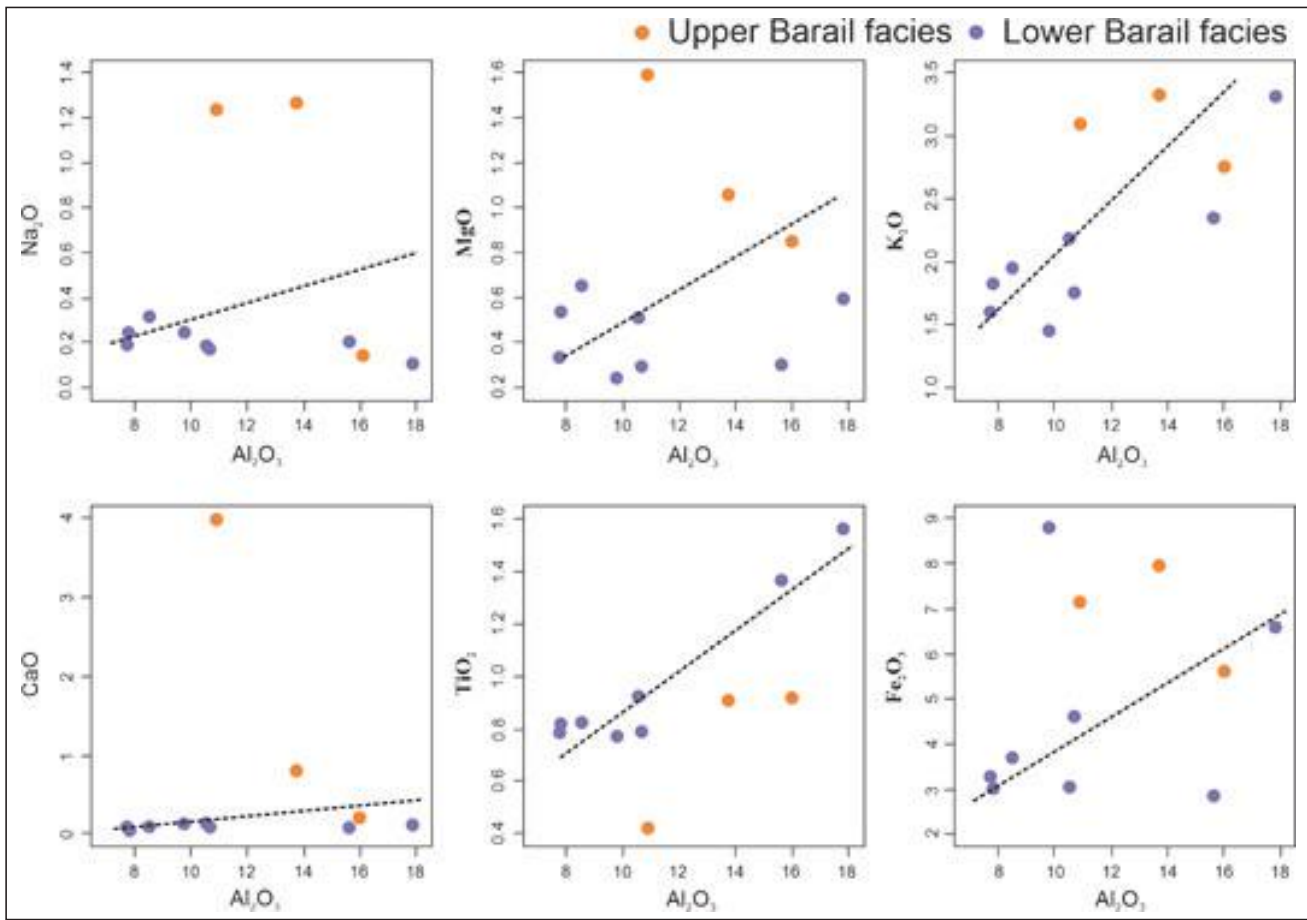 Upper Barail facies
Lower Barail facies
Na₂O
0.0 0.2 0.4 0.6 0.8 1.0 1.2 1.4
8 10 12 14 16 18
Al₂O₃
MgO
0.2 0.4 0.6 0.8 1.0 1.2 1.4 1.6
8 10 12 14 16 18
Al₂O₃
K₂O
1.0 1.5 2.0 2.5 3.0 3.5
8 10 12 14 16 18
Al₂O₃
CaO
0 1 2 3 4
8 10 12 14 16 18
Al₂O₃
TiO₂
0.4 0.6 0.8 1.0 1.2 1.4 1.6
8 10 12 14 16 18
Al₂O₃
Fe₂O₃
2 3 4 5 6 7 8 9
8 10 12 14 16 18
Al₂O₃